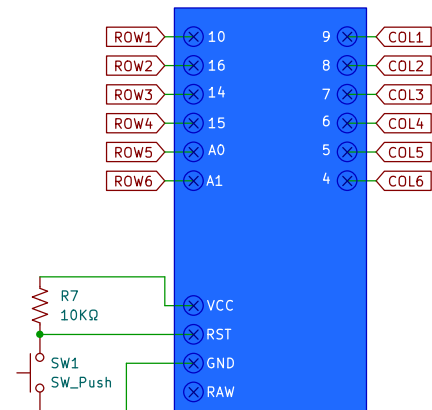 ROW1 10 9 COL1
ROW2 16 8 COL2
ROW3 14 7 COL3
ROW4 15 6 COL4
ROW5 A0 5 COL5
ROW6 A1 4 COL6
R7
10KΩ
VCC
RST
SW1
SW_Push
GND
RAW